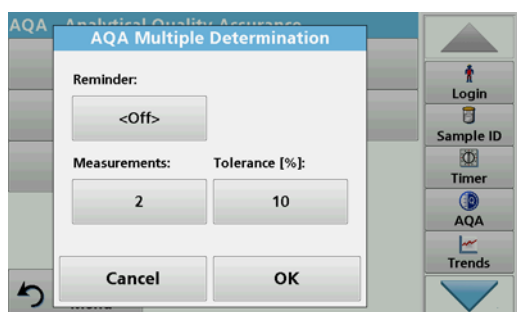 AQA - Analytical Quality Assurance
AQA Multiple Determination
Reminder:
<Off>
Measurements: Tolerance [%]:
2 10
Cancel OK
Menu
Login
Sample ID
Timer
AQA
Trends